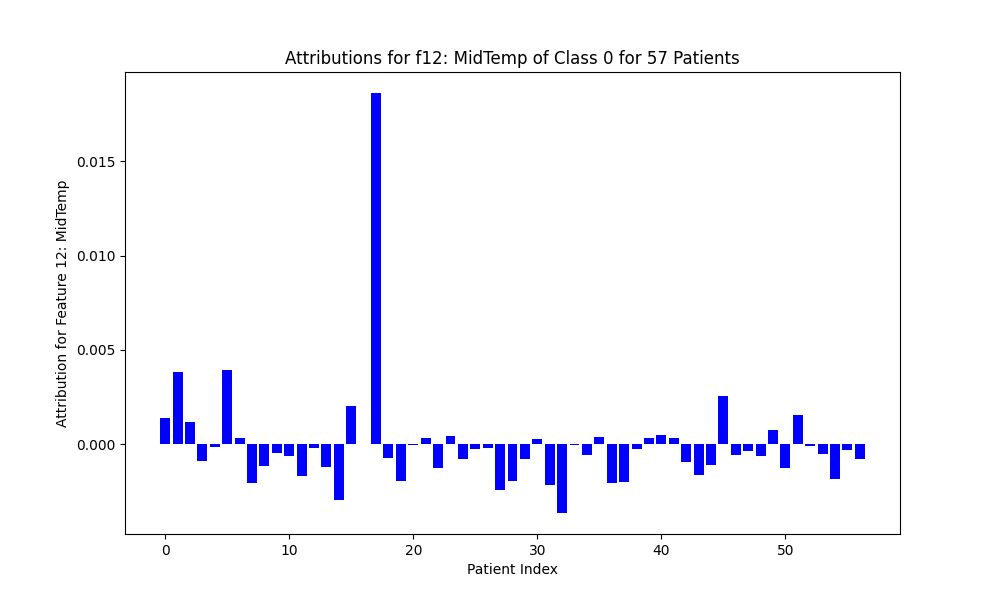 Attributions for f12: MidTemp of Class 0 for 57 Patients
Attribution for Feature 12: MidTemp
0.015
0.010
0.005
0.000
0 10 20 30 40 50
Patient Index